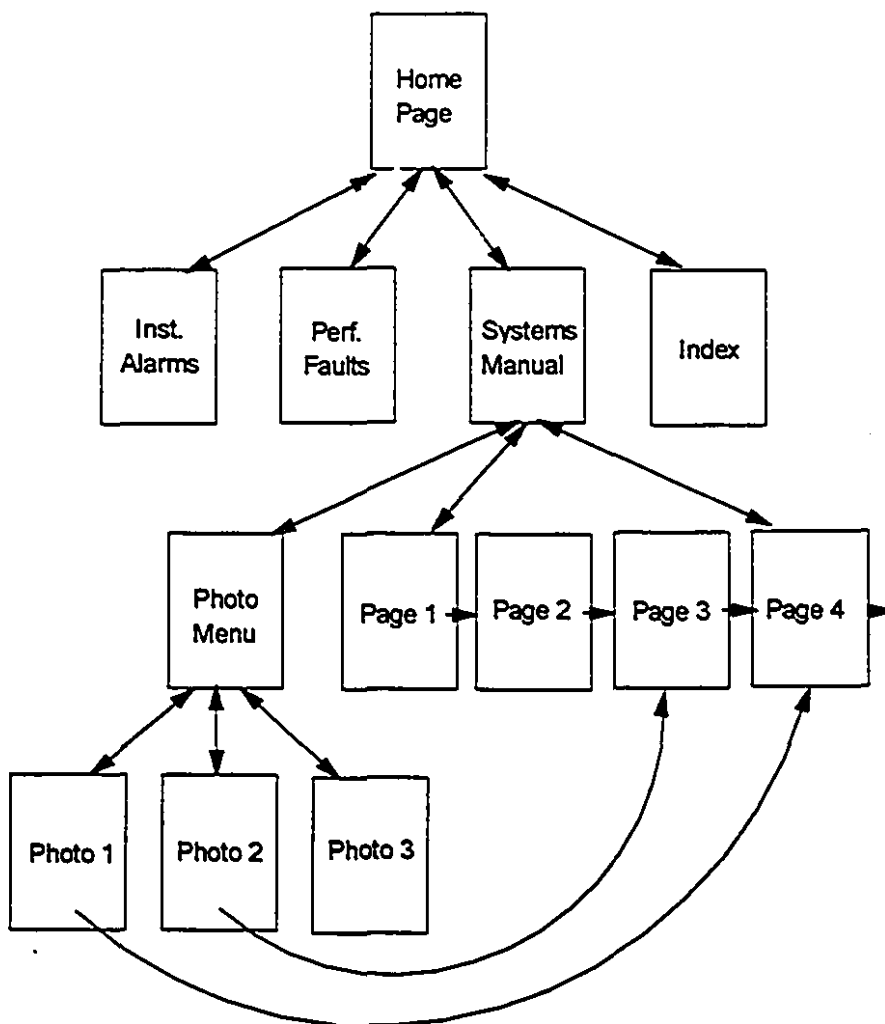 Home
Page
Inst.
Alarms
Perf.
Faults
Systems
Manual
Index
Photo
Menu
Page 1
Page 2
Page 3
Page 4
Photo 1
Photo 2
Photo 3